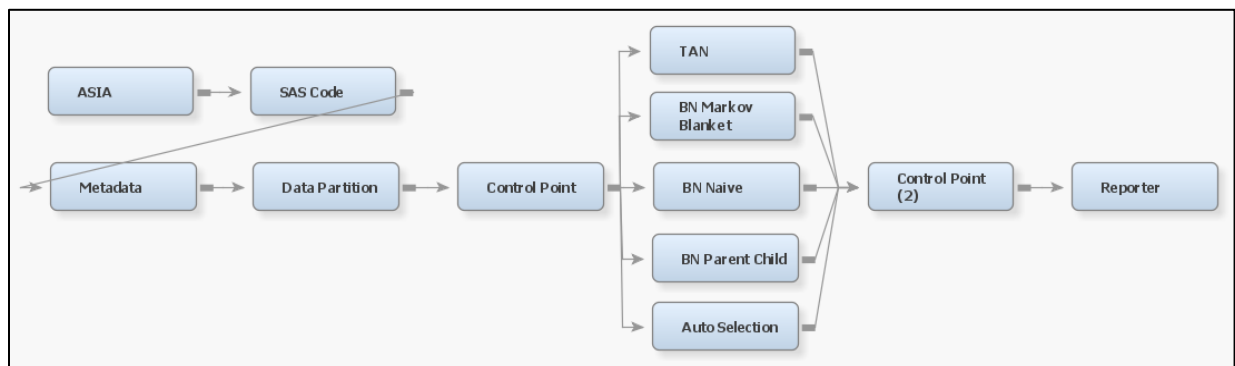 ASIA
SAS Code
Metadata
Data Partition
Control Point
TAN
BN Markov
Blanket
BN Naive
BN Parent Child
Auto Selection
Control Point
(2)
Reporter